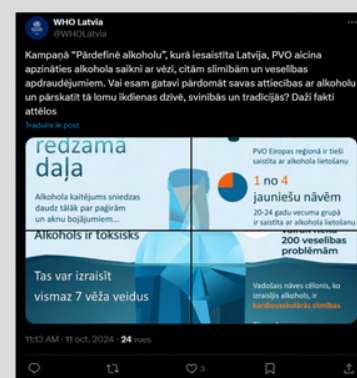 WHO Latvia
@WHOLatvia
Kampaņā “Pārdefinē alkoholu”, kurā iesaistīta Latvija, PVO aicina
apzināties alkohola saikni ar vēzi, citām slimībām un veselības
apdraudējumiem. Vai esam gatavi pārdomāt savas attiecības ar alkoholu
un pārskatīt tā lomu ikdienas dzīvē, svinībās un tradīcijās? Daži fakti
attēlos
Traduire le post
redzamā
daļa
Alkohola kaitējums sniedzas
daudz tālāk par paģirām
un aknu bojājumiem...
PVO Eiropas reģionā ir tieši
saistīta ar alkohola lietošanu
1 no 4
jauniešu nāvēm
20-24 gadu vecuma grupā
ir saistīta ar alkohola lietošanu
Alkohols ir toksisks
Tas var izraisīt
vismaz 7 vēža veidus
200 veselības
problēmām
Vadošais nāves cēlonis, ko
izraisījis alkohols, ir
kardiovaskulārās slimības
11:13 AM · 11 oct. 2024 · 24 vues
3